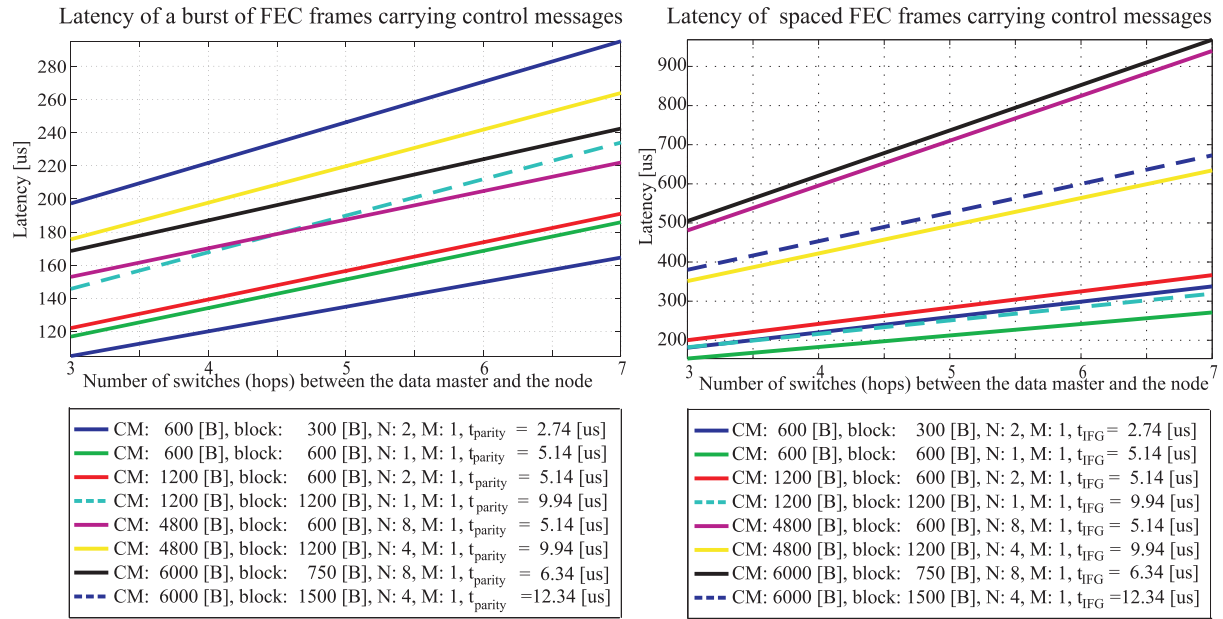 Latency of a burst of FEC frames carrying control messages
Latency [us]
280
260
240
220
200
180
160
140
120
3
4
5
6
7
Number of switches (hops) between the data master and the node
CM: 600 [B], block: 300 [B], N: 2, M: 1, tparity = 2.74 [us]
CM: 600 [B], block: 600 [B], N: 1, M: 1, tparity = 5.14 [us]
CM: 1200 [B], block: 600 [B], N: 2, M: 1, tparity = 5.14 [us]
CM: 1200 [B], block: 1200 [B], N: 1, M: 1, tparity = 9.94 [us]
CM: 4800 [B], block: 600 [B], N: 8, M: 1, tparity = 5.14 [us]
CM: 4800 [B], block: 1200 [B], N: 4, M: 1, tparity = 9.94 [us]
CM: 6000 [B], block: 750 [B], N: 8, M: 1, tparity = 6.34 [us]
CM: 6000 [B], block: 1500 [B], N: 4, M: 1, tparity =12.34 [us]
Latency of spaced FEC frames carrying control messages
Latency [us]
900
800
700
600
500
400
300
200
3
4
5
6
7
Number of switches (hops) between the data master and the node
CM: 600 [B], block: 300 [B], N: 2, M: 1, tIFG = 2.74 [us]
CM: 600 [B], block: 600 [B], N: 1, M: 1, tIFG = 5.14 [us]
CM: 1200 [B], block: 600 [B], N: 2, M: 1, tIFG = 5.14 [us]
CM: 1200 [B], block: 1200 [B], N: 1, M: 1, tIFG = 9.94 [us]
CM: 4800 [B], block: 600 [B], N: 8, M: 1, tIFG = 5.14 [us]
CM: 4800 [B], block: 1200 [B], N: 4, M: 1, tIFG = 9.94 [us]
CM: 6000 [B], block: 750 [B], N: 8, M: 1, tIFG = 6.34 [us]
CM: 6000 [B], block: 1500 [B], N: 4, M: 1, tIFG =12.34 [us]